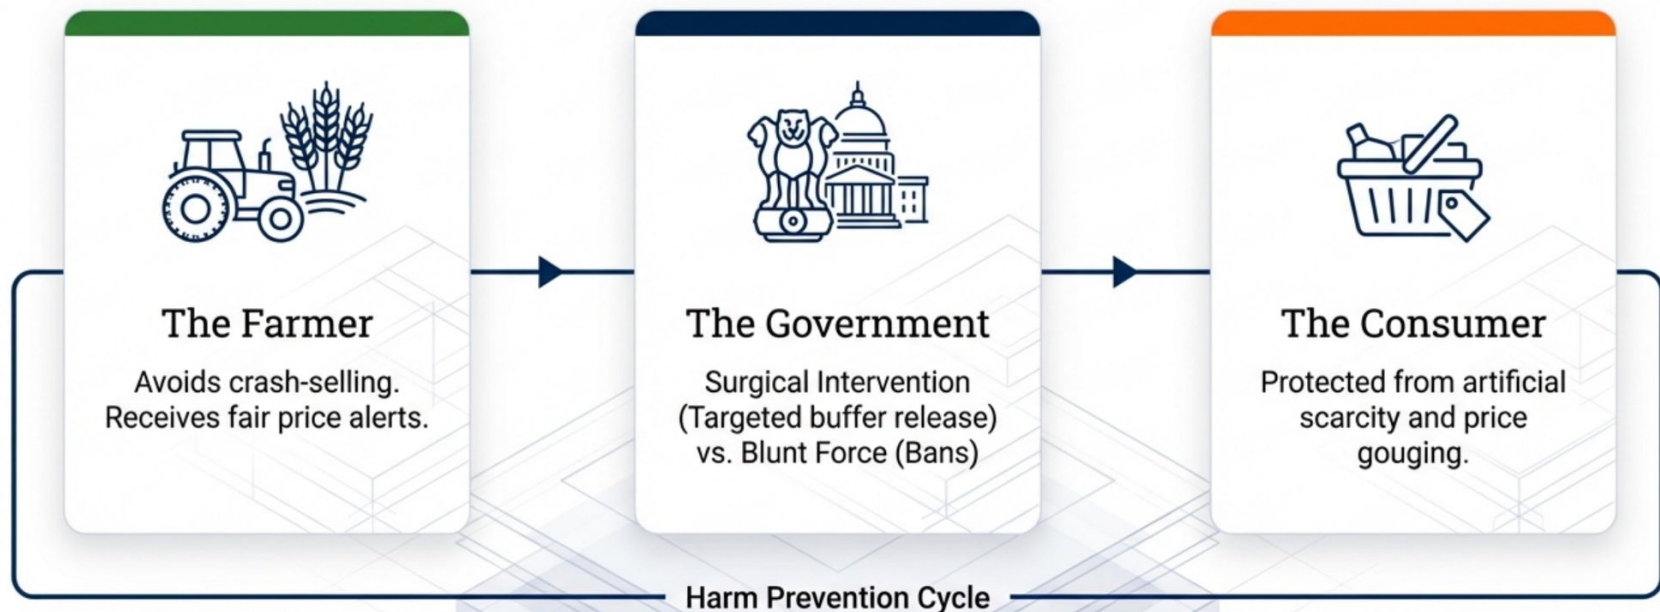 The Farmer
Avoids crash-selling.
Receives fair price alerts.
The Government
Surgical Intervention
(Targeted buffer release)
vs. Blunt Force (Bans)
The Consumer
Protected from artificial
scarcity and price
gouging.
Harm Prevention Cycle